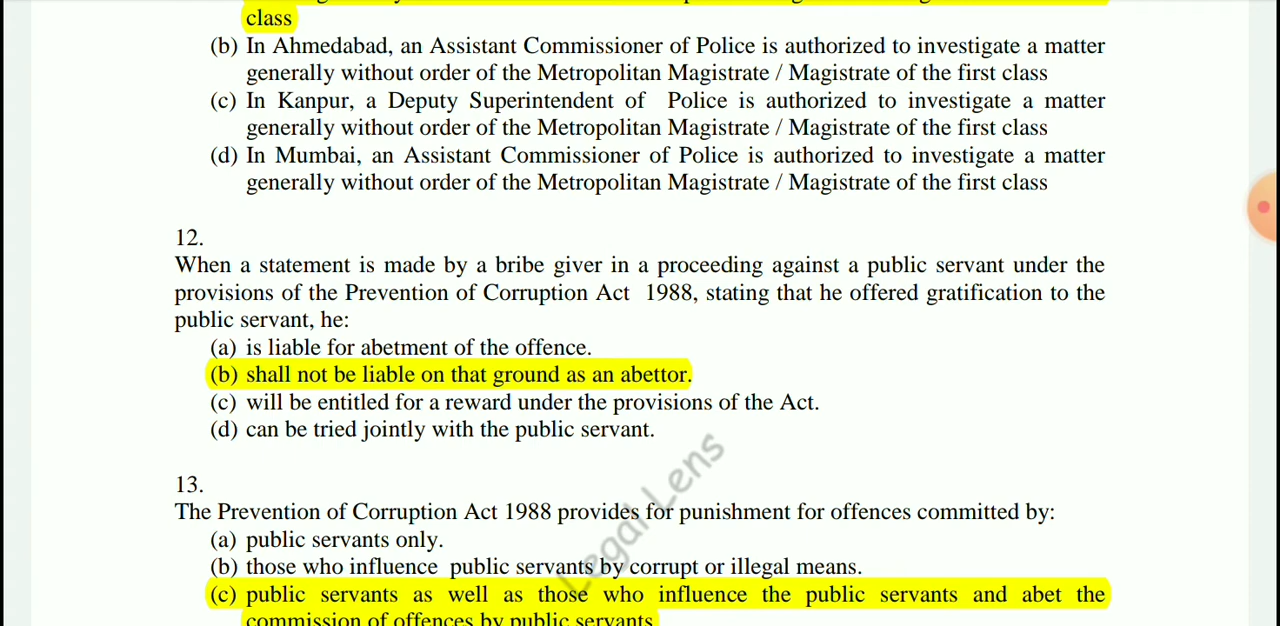 class
(b) In Ahmedabad, an Assistant Commissioner of Police is authorized to investigate a matter
generally without order of the Metropolitan Magistrate / Magistrate of the first class
(c) In Kanpur, a Deputy Superintendent of Police is authorized to investigate a matter
generally without order of the Metropolitan Magistrate / Magistrate of the first class
(d) In Mumbai, an Assistant Commissioner of Police is authorized to investigate a matter
generally without order of the Metropolitan Magistrate / Magistrate of the first class
12.
When a statement is made by a bribe giver in a proceeding against a public servant under the
provisions of the Prevention of Corruption Act 1988, stating that he offered gratification to the
public servant, he:
(a) is liable for abetment of the offence.
(b) shall not be liable on that ground as an abettor.
(c) will be entitled for a reward under the provisions of the Act.
(d) can be tried jointly with the public servant.
13.
The Prevention of Corruption Act 1988 provides for punishment for offences committed by:
(a) public servants only.
(b) those who influence public servants by corrupt or illegal means.
(c) public servants as well as those who influence the public servants and abet the
commission of offences by public servants.
Legal Lens